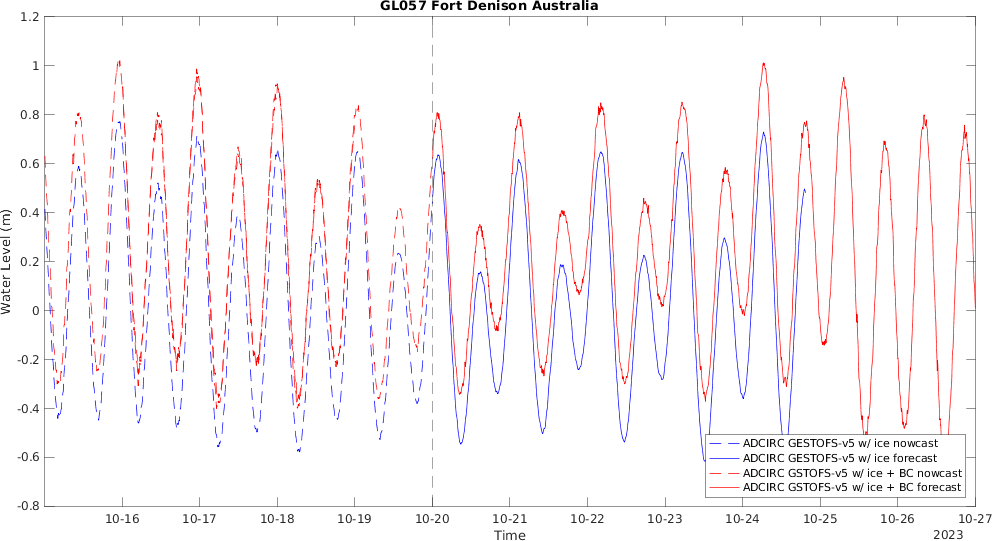 GL057 Fort Denison Australia
1.2
1
0.8
0.6
0.4
0.2
0
-0.2
-0.4
-0.6
-0.8
Water Level (m)
10-16 10-17 10-18 10-19 10-20 10-21 10-22 10-23 10-24 10-25 10-26 10-27
Time
2023
ADCIRC GESTOFS-v5 w/ ice nowcast
ADCIRC GESTOFS-v5 w/ ice forecast
ADCIRC GSTOFS-v5 w/ ice + BC nowcast
ADCIRC GSTOFS-v5 w/ ice + BC forecast